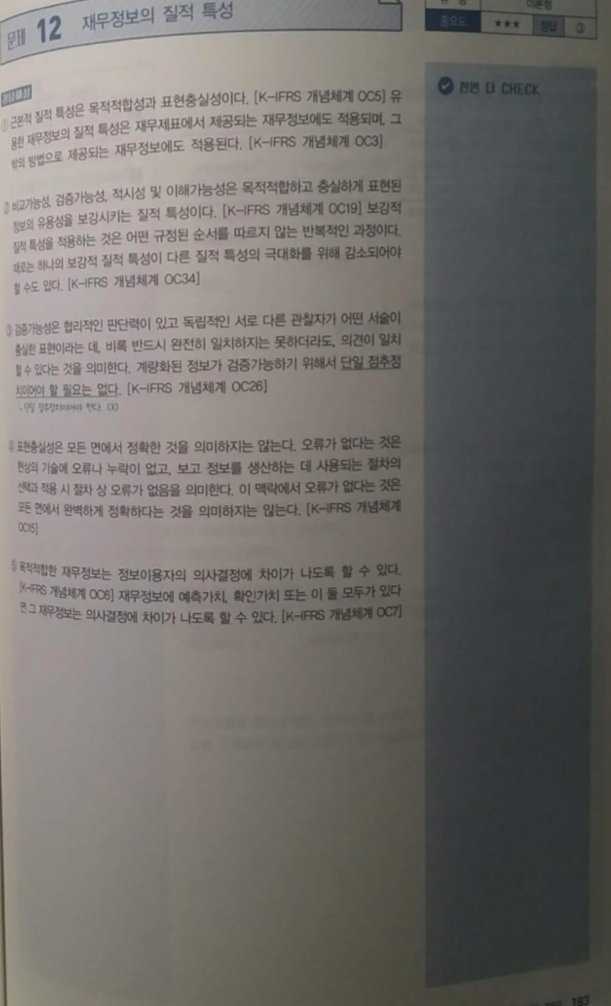 문제 12 재무정보의 질적 특성
유 형 이론형
중요도 ★★★ 정답 ③
정답해설
한번 더 CHECK
① 근본적 질적 특성은 목적적합성과 표현충실성이다. [K-IFRS 개념체계 OC5] 유
용한 재무정보의 질적 특성은 재무제표에서 제공되는 재무정보에도 적용되며, 그
밖의 방법으로 제공되는 재무정보에도 적용된다. [K-IFRS 개념체계 OC3]
② 비교가능성, 검증가능성, 적시성 및 이해가능성은 목적적합하고 충실하게 표현된
정보의 유용성을 보강시키는 질적 특성이다. [K-IFRS 개념체계 OC19] 보강적
질적 특성을 적용하는 것은 어떤 규정된 순서를 따르지 않는 반복적인 과정이다.
때로는 하나의 보강적 질적 특성이 다른 질적 특성의 극대화를 위해 감소되어야
할 수도 있다. [K-IFRS 개념체계 OC34]
③ 검증가능성은 합리적인 판단력이 있고 독립적인 서로 다른 관찰자가 어떤 서술이
충실한 표현이라는 데, 비록 반드시 완전히 일치하지는 못하더라도, 의견이 일치
할 수 있다는 것을 의미한다. 계량화된 정보가 검증가능하기 위해서 단일 점추정
치이어야 할 필요는 없다. [K-IFRS 개념체계 OC26]
→ 단일 점추정치이어야 한다. (X)
④ 표현충실성은 모든 면에서 정확한 것을 의미하지는 않는다. 오류가 없다는 것은
현상의 기술에 오류나 누락이 없고, 보고 정보를 생산하는 데 사용되는 절차의
선택과 적용 시 절차 상 오류가 없음을 의미한다. 이 맥락에서 오류가 없다는 것은
모든 면에서 완벽하게 정확하다는 것을 의미하지는 않는다. [K-IFRS 개념체계
OC15]
⑤ 목적적합한 재무정보는 정보이용자의 의사결정에 차이가 나도록 할 수 있다.
[K-IFRS 개념체계 OC6] 재무정보에 예측가치, 확인가치 또는 이 둘 모두가 있다
면 그 재무정보는 의사결정에 차이가 나도록 할 수 있다. [K-IFRS 개념체계 OC7]
183